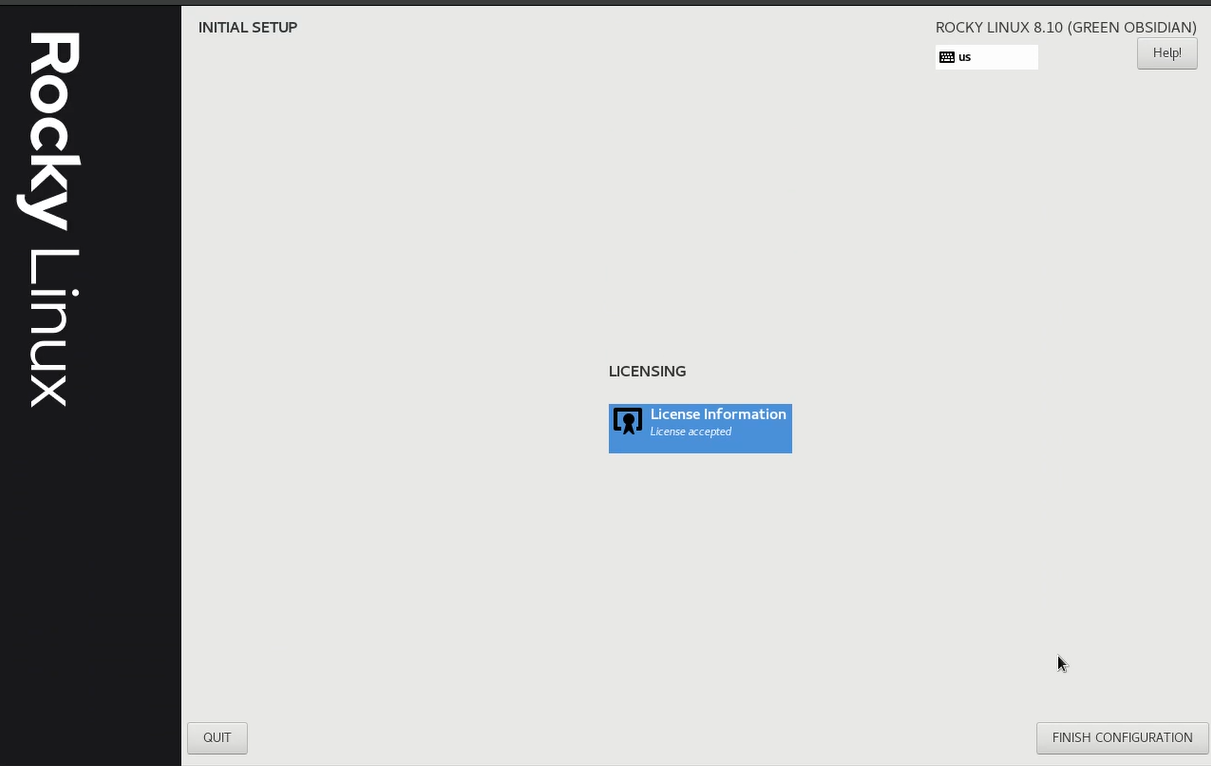 Rocky Linux
INITIAL SETUP
ROCKY LINUX 8.10 (GREEN OBSIDIAN)
us
Help!
LICENSING
License Information
License accepted
QUIT
FINISH CONFIGURATION